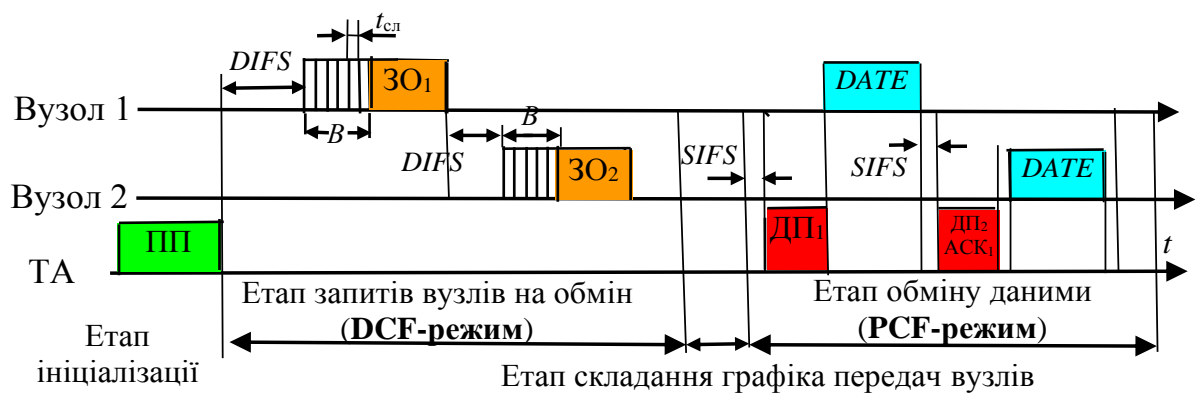 tсл
DIFS
ЗО1
DATE
Вузол 1
B
B
DIFS
SIFS
SIFS
ЗО2
DATE
Вузол 2
ПП
ДП1
ДП2
АСК1
t
ТА
Етап запитів вузлів на обмін
(DCF-режим)
Етап обміну даними
(PCF-режим)
Етап
ініціалізації
Етап складання графіка передач вузлів